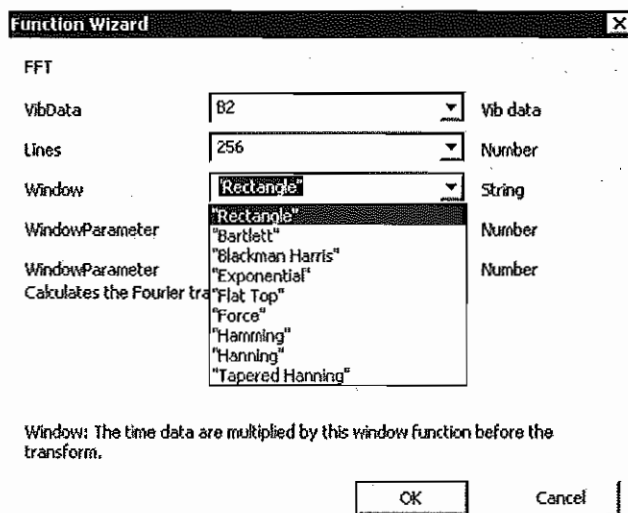 Function Wizard
FFT
VibData B2 Vib data
Lines 256 Number
Window "Rectangle" String
"Rectangle"
WindowParameter "Bartlett" Number
"Blackman Harris"
WindowParameter "Exponential" Number
Calculates the Fourier tra "Flat Top"
"Force"
"Hamming"
"Hanning"
"Tapered Hanning"
Window: The time data are multiplied by this window function before the
transform.
OK Cancel